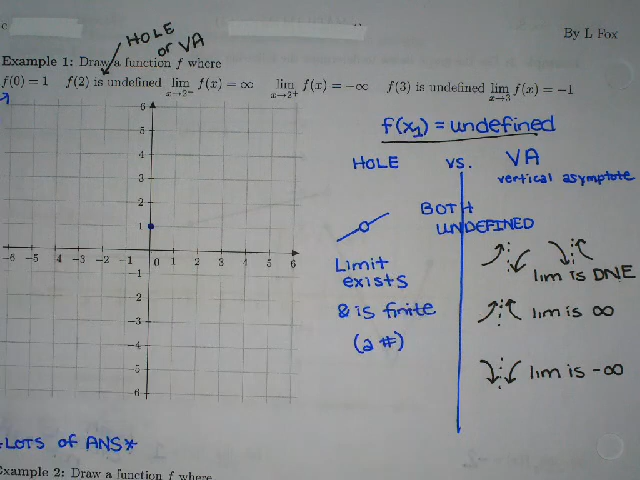 c
By L Fox
HOLE
or VA
Example 1: Draw a function f where
f(0) = 1 f(2) is undefined lim x→2⁻ f(x) = ∞ lim x→2⁺ f(x) = −∞ f(3) is undefined lim x→3 f(x) = −1
f(x₁) = undefined
HOLE vs. VA
vertical asymptote
BOTH
UNDEFINED
Limit
exists
& is finite
(a #)
lim is DNE
lim is ∞
lim is -∞
6
5
4
3
2
1
−6 −5 −4 −3 −2 −1 0 1 2 3 4 5 6
−1
−2
−3
−4
−5
−6
*LOTS of ANS*
Example 2: Draw a function f where